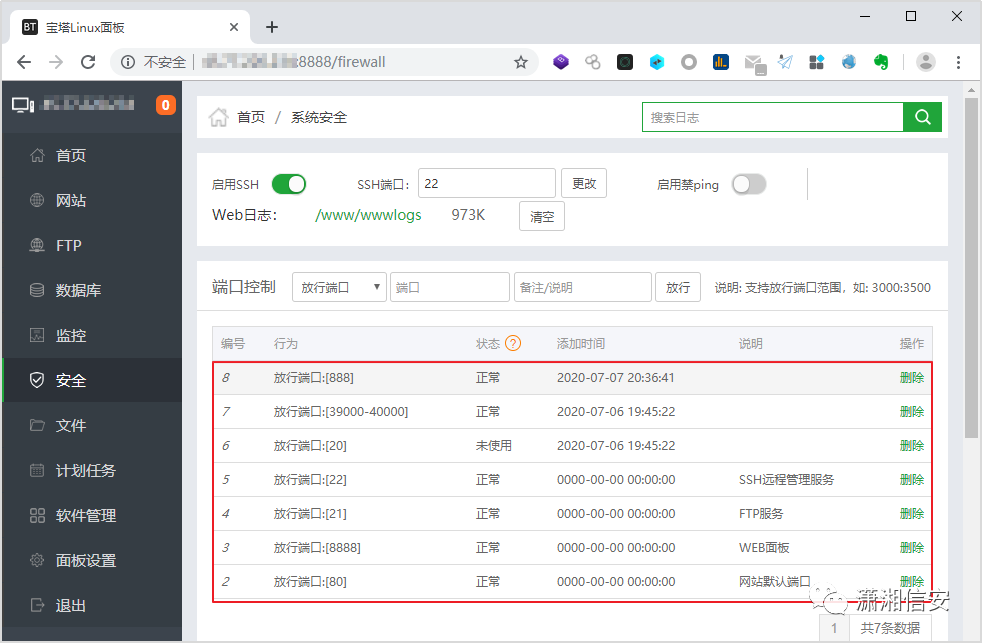 BT 宝塔Linux面板
不安全 8888/firewall
0
首页
网站
FTP
数据库
监控
安全
文件
计划任务
软件管理
面板设置
退出
首页 / 系统安全 搜索日志
启用SSH SSH端口: 22 更改 启用禁ping
Web日志: /www/wwwlogs 973K 清空
端口控制 放行端口 端口 备注/说明 放行 说明: 支持放行端口范围，如: 3000:3500
编号 行为 状态 ? 添加时间 说明 操作
8 放行端口:[888] 正常 2020-07-07 20:36:41 删除
7 放行端口:[39000-40000] 正常 2020-07-06 19:45:22 删除
6 放行端口:[20] 未使用 2020-07-06 19:45:22 删除
5 放行端口:[22] 正常 0000-00-00 00:00:00 SSH远程管理服务 删除
4 放行端口:[21] 正常 0000-00-00 00:00:00 FTP服务 删除
3 放行端口:[8888] 正常 0000-00-00 00:00:00 WEB面板 删除
2 放行端口:[80] 正常 0000-00-00 00:00:00 网站默认端口 删除
潇湘信安
1 共7条数据